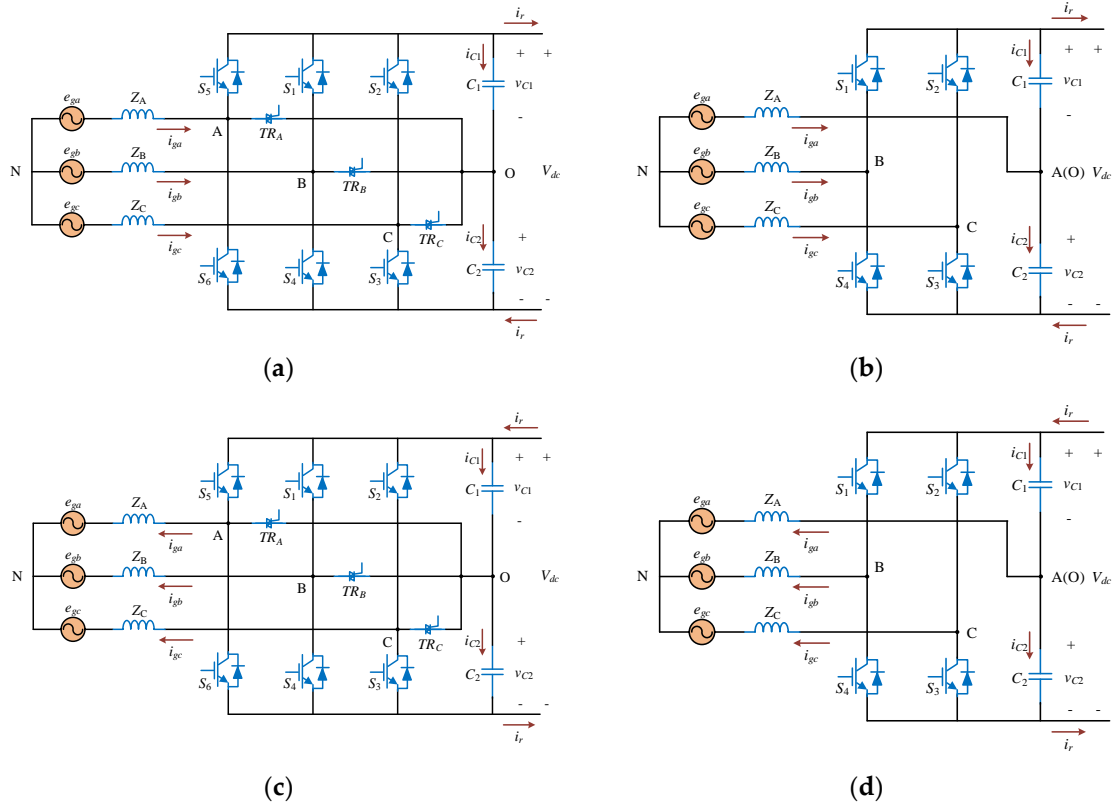 i_r
i_C1 + +
S_5 S_1 S_2 C_1 v_C1
e_ga Z_A
A TR_A -
i_ga
e_gb Z_B
N B TR_B O V_dc
i_gb
e_gc Z_C
C TR_C i_C2 +
i_gc
S_6 S_4 S_3 C_2 v_C2
- -
i_r
(a)
i_r
i_C1 + +
S_1 S_2 C_1 v_C1
e_ga Z_A -
i_ga
e_gb Z_B
N B A(O) V_dc
i_gb
e_gc Z_C
C
i_gc i_C2 +
S_4 S_3 C_2 v_C2
- -
i_r
(b)
i_r
i_C1 + +
S_5 S_1 S_2 C_1 v_C1
e_ga Z_A
A TR_A -
i_ga
e_gb Z_B
N B TR_B O V_dc
i_gb
e_gc Z_C
C TR_C i_C2 +
i_gc
S_6 S_4 S_3 C_2 v_C2
- -
i_r
(c)
i_r
i_C1 + +
S_1 S_2 C_1 v_C1
e_ga Z_A -
i_ga
e_gb Z_B
N B A(O) V_dc
i_gb
e_gc Z_C
C
i_gc i_C2 +
S_4 S_3 C_2 v_C2
- -
i_r
(d)